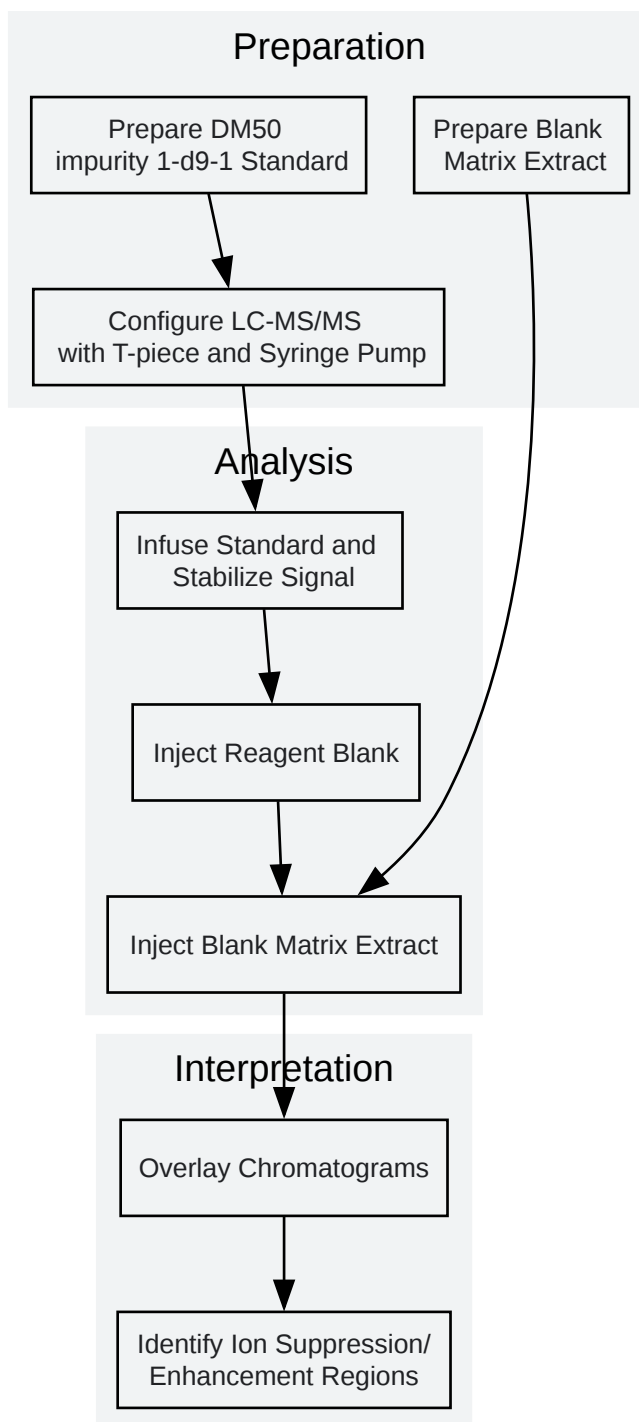 Preparation
Prepare DM50
impurity 1-d9-1 Standard
Prepare Blank
Matrix Extract
Configure LC-MS/MS
with T-piece and Syringe Pump
Analysis
Infuse Standard and
Stabilize Signal
Inject Reagent Blank
Inject Blank Matrix Extract
Interpretation
Overlay Chromatograms
Identify Ion Suppression/
Enhancement Regions